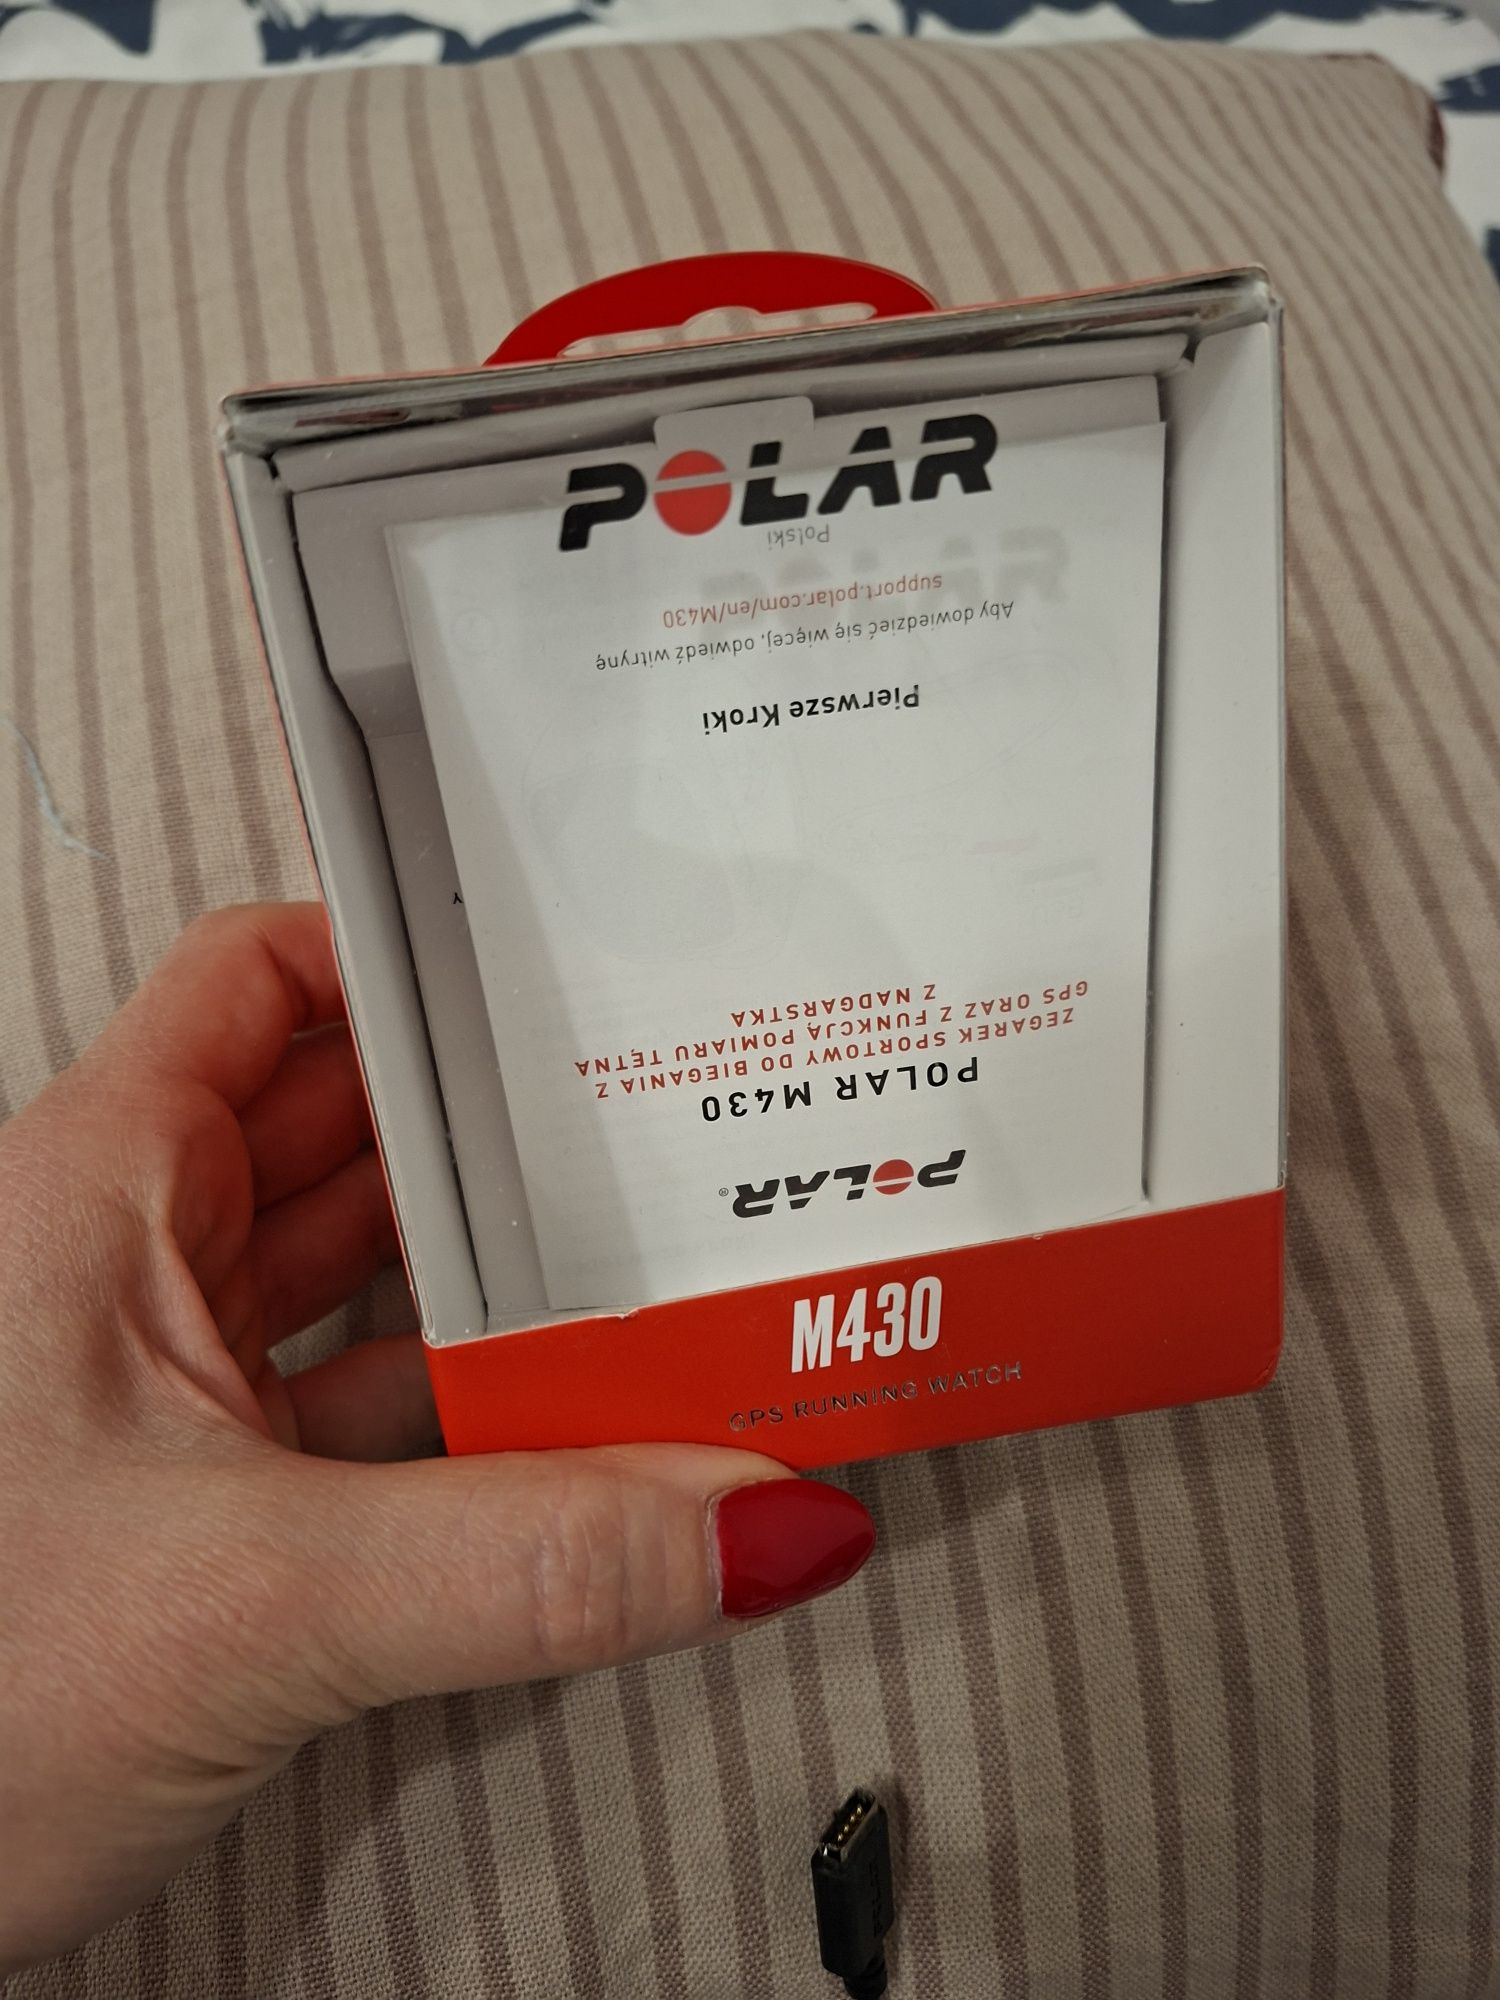 POLAR
Polski
support.polar.com/en/M430
Aby dowiedzieć się więcej, odwiedź witrynę
Pierwsze Kroki
Y
Z NADGARSTKA
GPS ORAZ Z FUNKCJĄ POMIARU TĘTNA
ZEGAREK SPORTOWY DO BIEGANIA Z
POLAR M430
POLAR®
M430
GPS RUNNING WATCH
POLAR